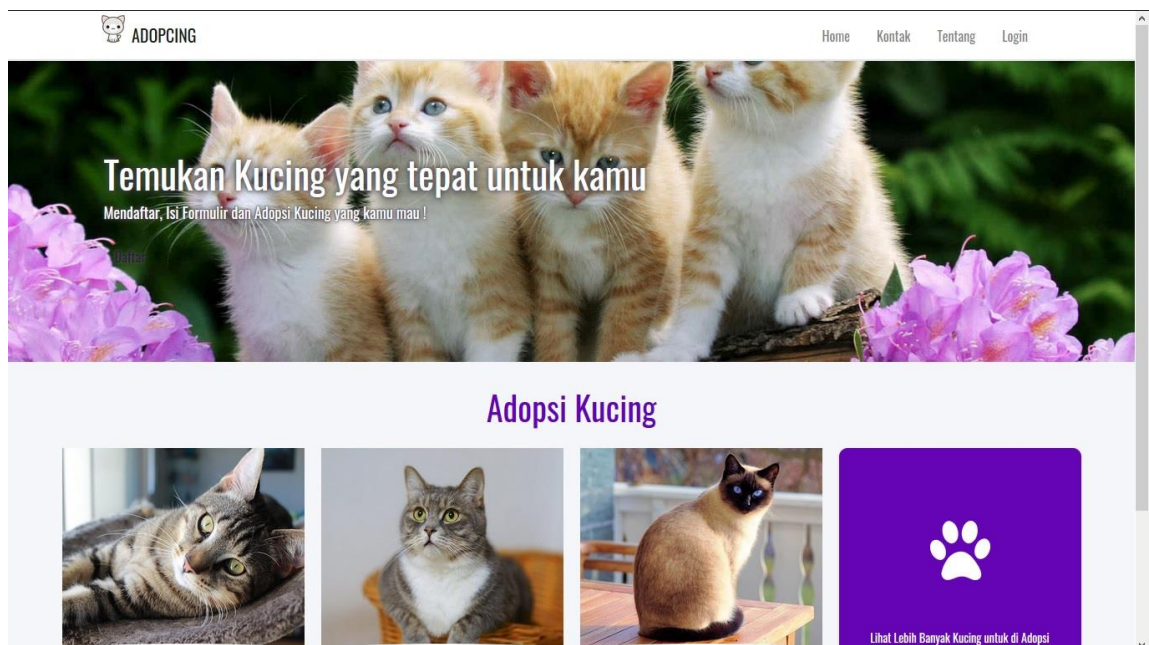 ADOPCING
Home Kontak Tentang Login
Temukan Kucing yang tepat untuk kamu
Mendaftar, Isi Formulir dan Adopsi Kucing yang kamu mau !
Daftar
Adopsi Kucing
Lihat Lebih Banyak Kucing untuk di Adopsi